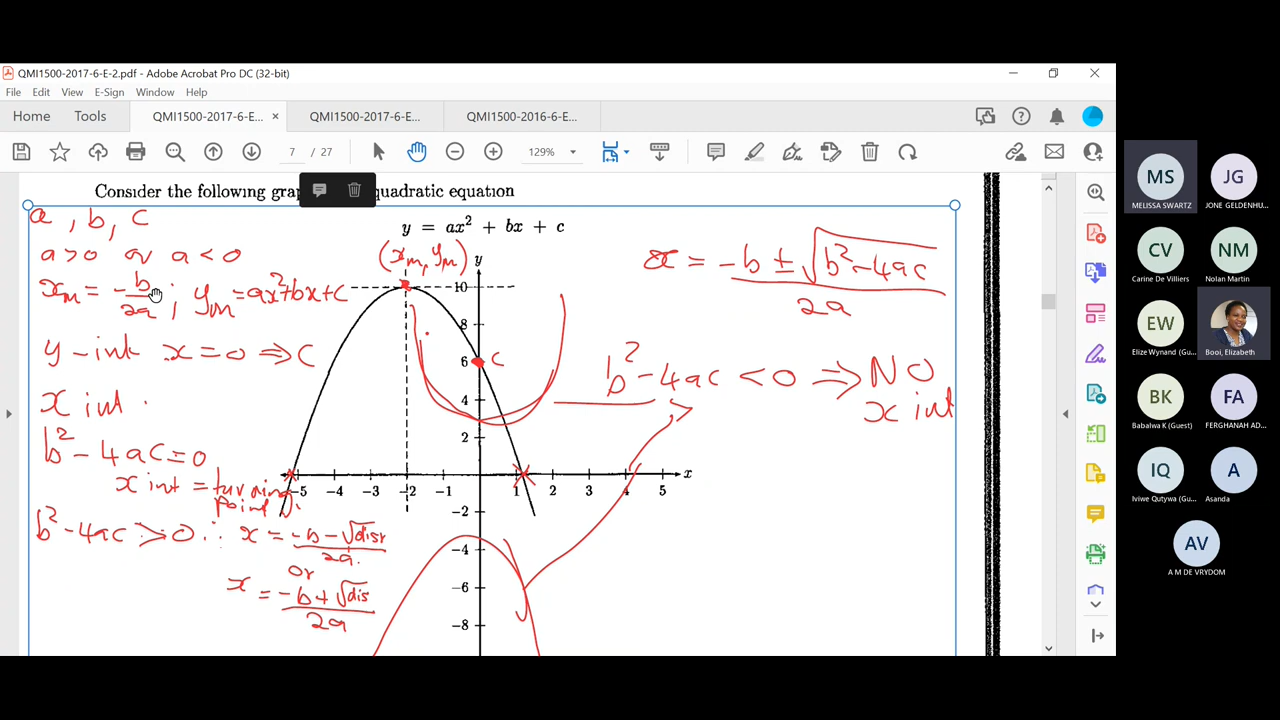 QMI1500-2017-6-E-2.pdf - Adobe Acrobat Pro DC (32-bit)
File Edit View E-Sign Window Help
Home Tools QMI1500-2017-6-E... × QMI1500-2017-6-E... QMI1500-2016-6-E...
7 / 27 129%
Consider the following gra quadratic equation
y = ax² + bx + c
a , b, c
a>0 or a<0
(xₘ, yₘ)
y
xₘ = -b/2a ; yₘ = ax²+bx+c
x = -b ± √b²-4ac / 2a
10
8
y-int x=0 ⇒ c
6
c
b²-4ac < 0 ⇒ NO
x int
4
x int .
2
b²-4ac=0
x int = turning
point
x
-5 -4 -3 -2 -1 1 2 3 4 5
-2
b²-4ac > 0 ∴ x = -b-√disr / 2a.
or
x = -b+√dis / 2a
-4
-6
-8
MS
MELISSA SWARTZ
JG
JONE GELDENHU...
CV
Carine De Villiers
NM
Nolan Martin
EW
Elize Wynand (Gu...
Booi, Elizabeth
BK
Babalwa K (Guest)
FA
FERGHANAH AD...
IQ
Iviwe Qutywa (Gu...
A
Asanda
AV
A M DE VRYDOM